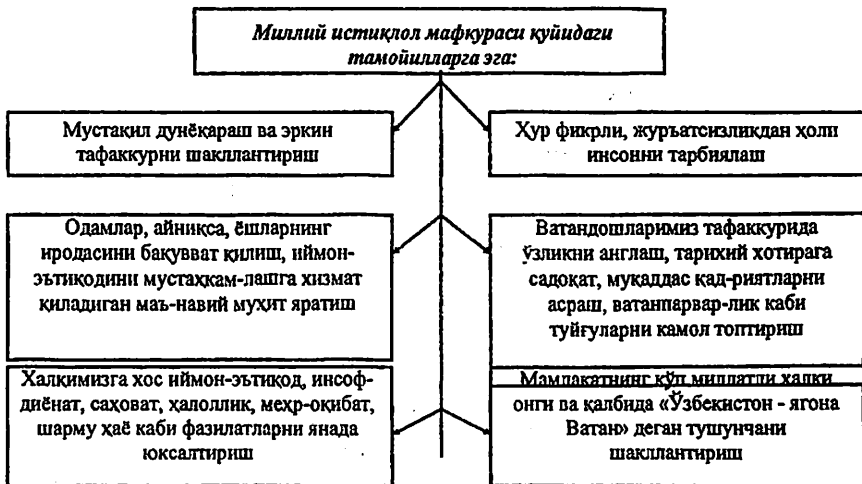 Миллий истиқлол мафкураси қуйидаги
тамойилларга эга:
Мустақил дунёқараш ва эркин
тафаккурни шакллантириш
Ҳур фикрли, журъатсизликдан ҳоли
инсонни тарбиялаш
Одамлар, айниқса, ёшларнинг
иродасини бақувват қилиш, иймон-
эътиқодини мустаҳкам-лашга хизмат
қиладиган маъ-навий муҳит яратиш
Ватандошларимиз тафаккурида
ўзликни англаш, тарихий хотирага
садоқат, муқаддас қад-риятларни
асраш, ватанпарвар-лик каби
туйғуларни камол топтириш
Халқимизга хос иймон-эътиқод, инсоф-
диёнат, саховат, ҳалоллик, меҳр-оқибат,
шарму ҳаё каби фазилатларни янада
юксалтириш
Мамлакатнинг кўп миллатли халқи
онги ва қалбида «Ўзбекистон - ягона
Ватан» деган тушунчани
шакллантириш